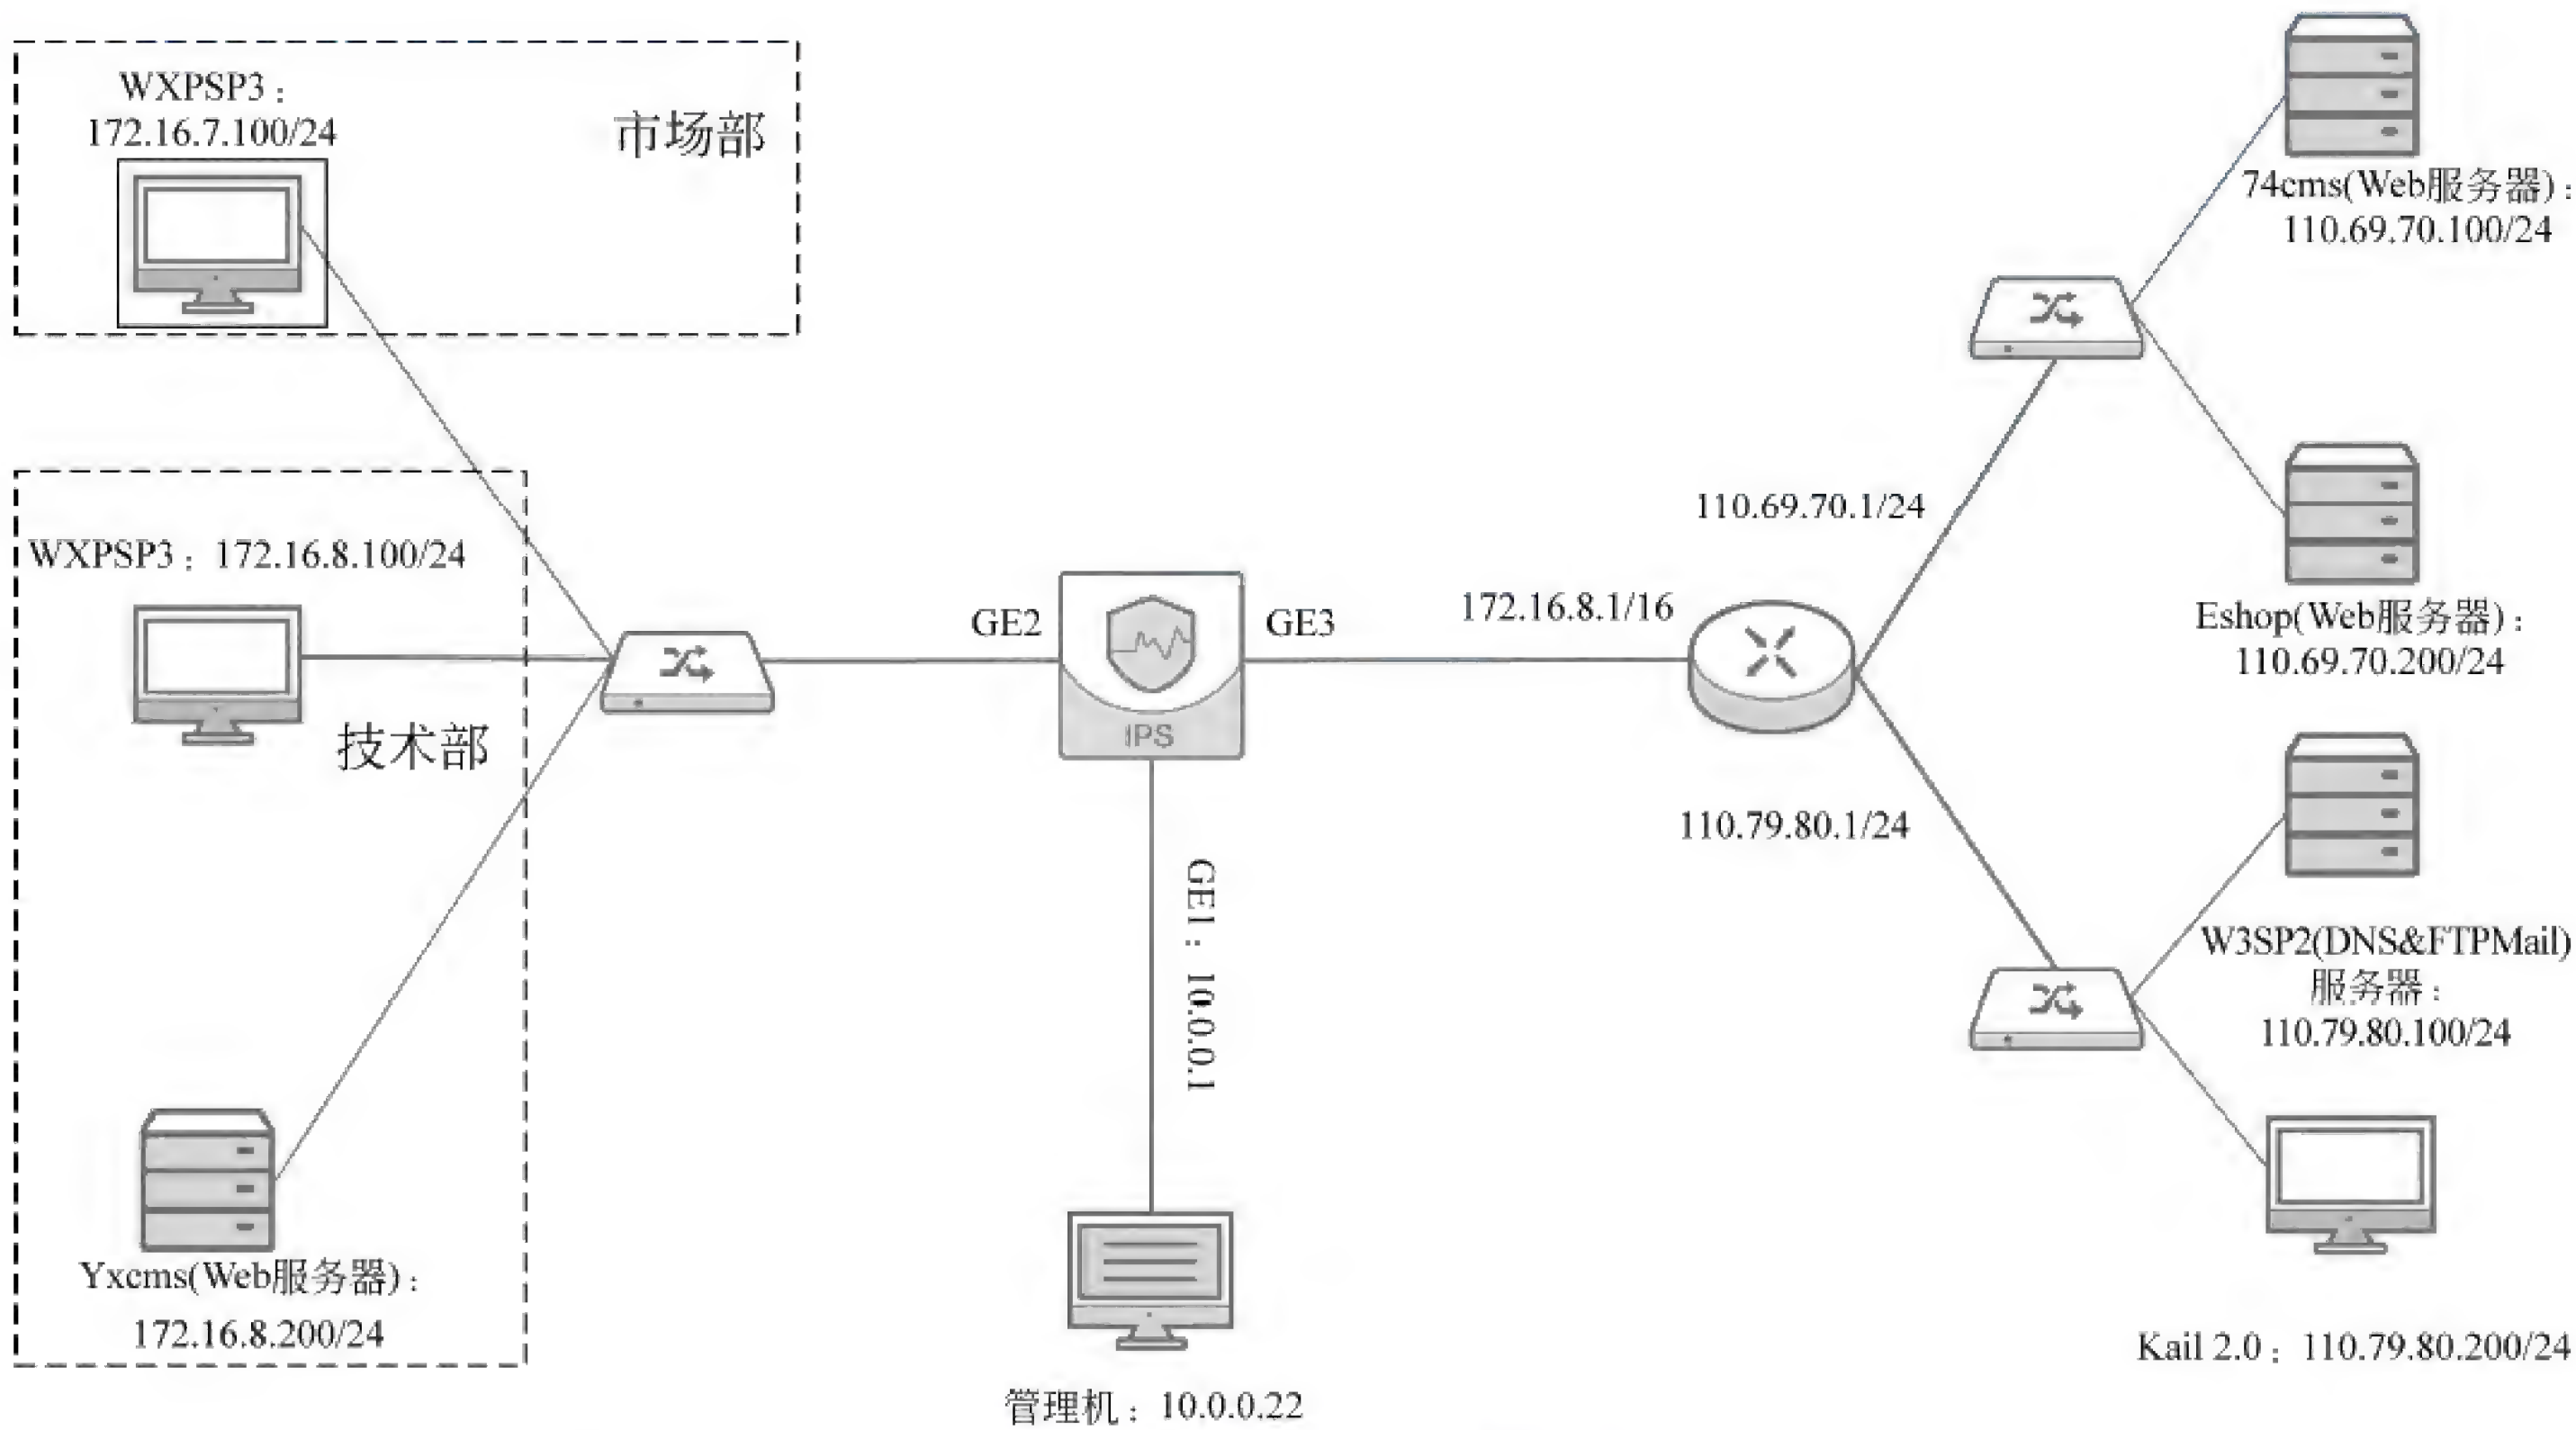 WXPSP3：
172.16.7.100/24
市场部
WXPSP3：172.16.8.100/24
技术部
Yxcms(Web服务器)：
172.16.8.200/24
GE2
IPS
GE3
GE1：10.0.0.1
管理机：10.0.0.22
172.16.8.1/16
110.69.70.1/24
110.79.80.1/24
74cms(Web服务器)：
110.69.70.100/24
Eshop(Web服务器)：
110.69.70.200/24
W3SP2(DNS&FTPMail)
服务器：
110.79.80.100/24
Kail 2.0：110.79.80.200/24